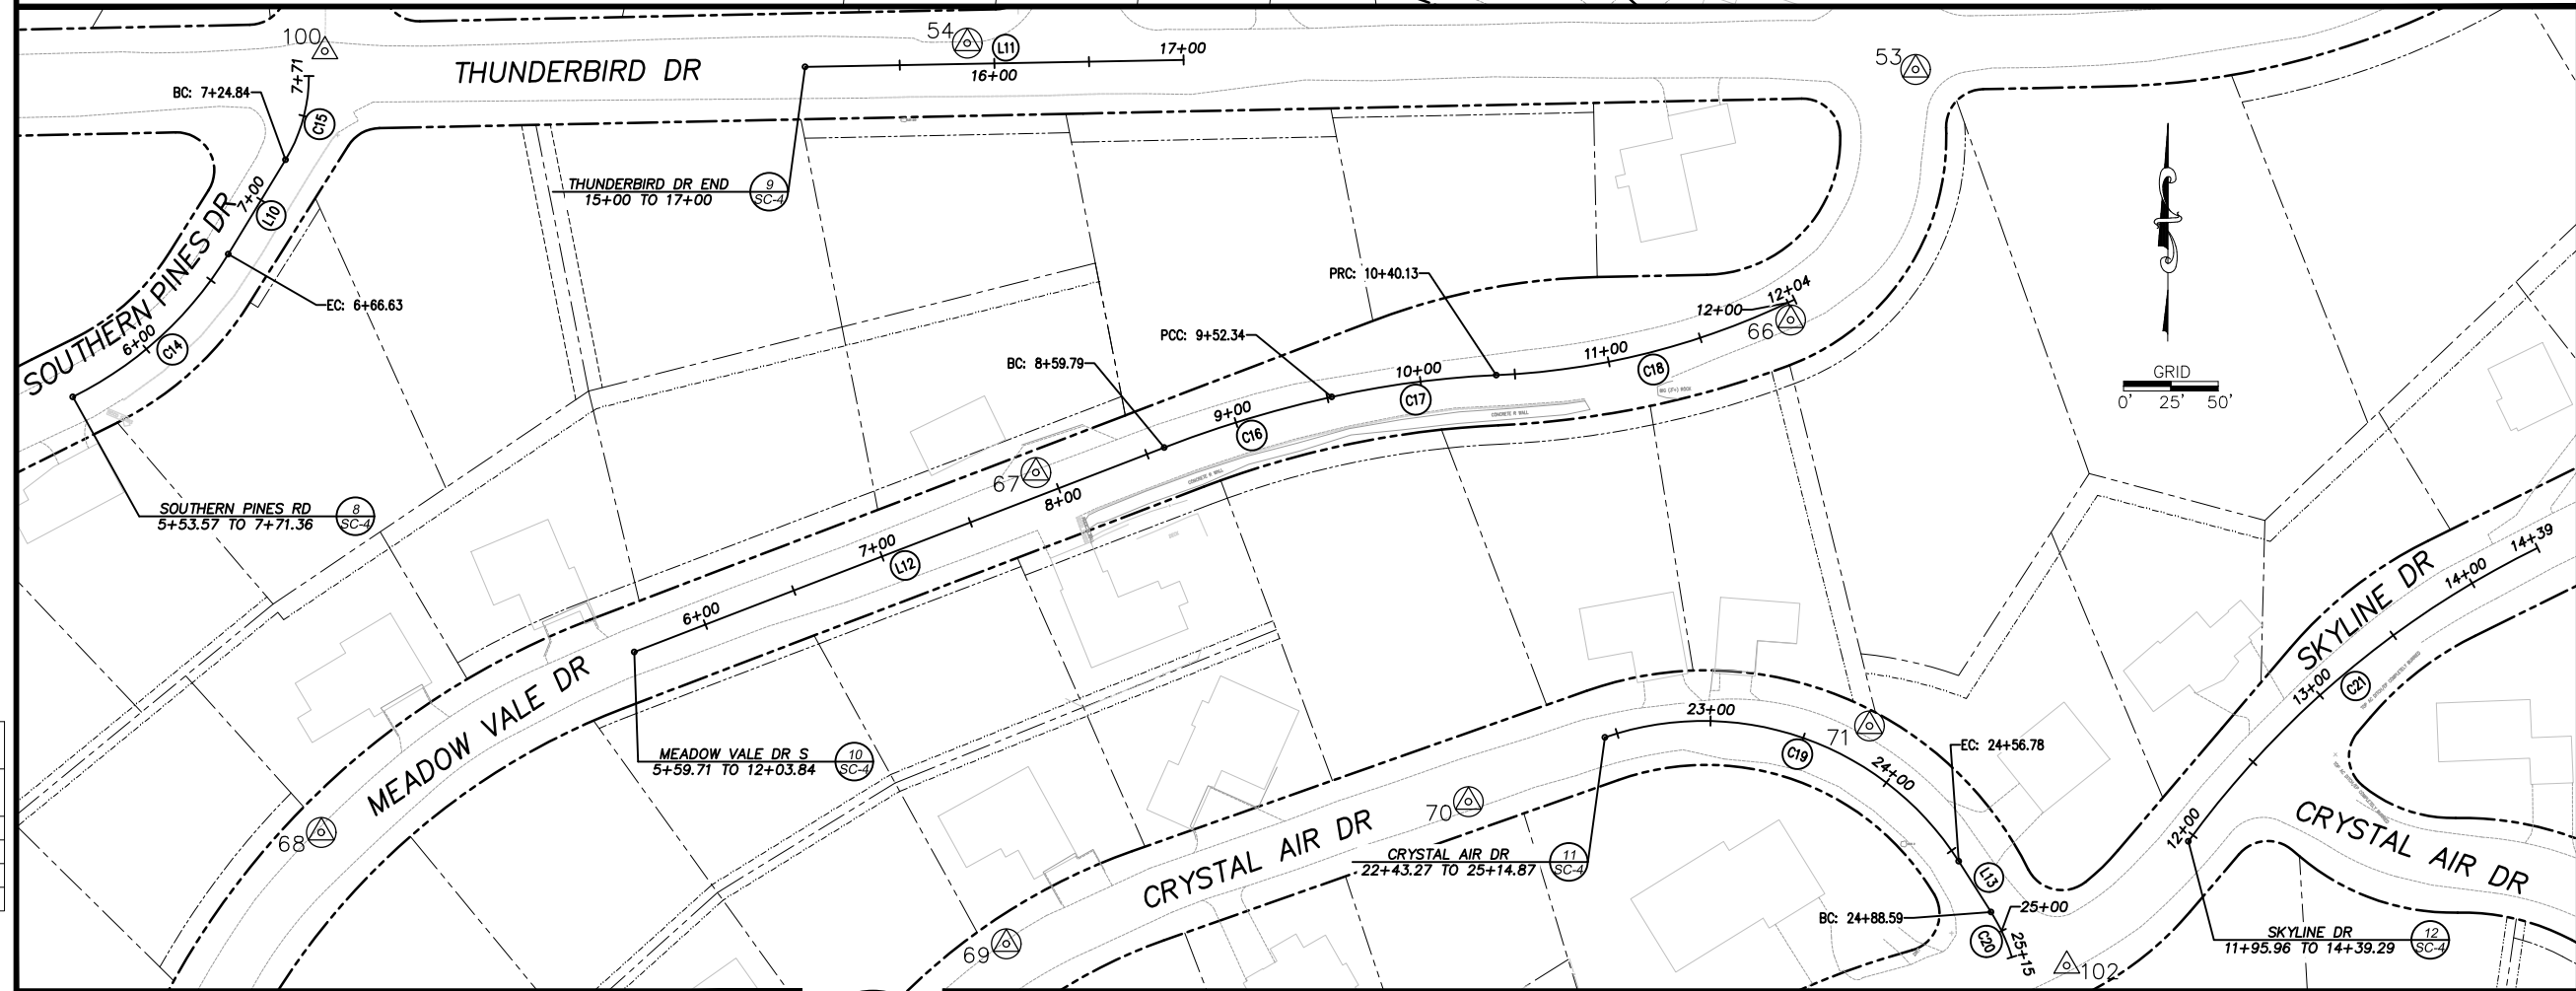 100
54
L11
17+00
53
THUNDERBIRD DR
16+00
7+71
BC: 7+24.84
C15
THUNDERBIRD DR END
15+00 TO 17+00
9
SC-4
7+00
L10
SOUTHERN PINES DR
EC: 6+66.63
6+00
C14
PRC: 10+40.13
12+00
12+04
66
PCC: 9+52.34
BC: 8+59.79
10+00
11+00
C18
C17
9+00
C16
GRID
0' 25' 50'
CONCRETE R WALL
CONCRETE R WALL
67
8+00
SOUTHERN PINES RD
5+53.57 TO 7+71.36
8
SC-4
7+00
L12
6+00
MEADOW VALE DR
MEADOW VALE DR S
5+59.71 TO 12+03.84
10
SC-4
68
23+00
C19
71
24+00
EC: 24+56.78
SKYLINE DR
14+39
14+00
13+00
C21
12+00
70
CRYSTAL AIR DR
CRYSTAL AIR DR
22+43.27 TO 25+14.87
11
SC-4
L13
BC: 24+88.59
25+00
C20
25+15
69
102
CRYSTAL AIR DR
SKYLINE DR
11+95.96 TO 14+39.29
12
SC-4